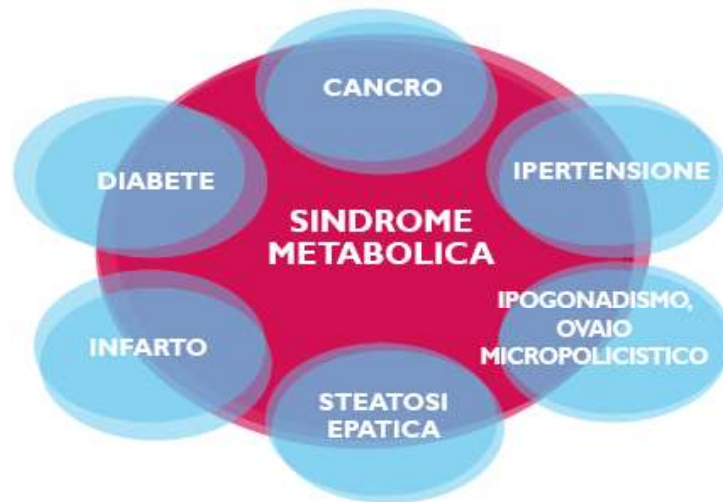 CANCRO
DIABETE
IPERTENSIONE
SINDROME
METABOLICA
INFARTO
IPOGONADISMO,
OVAIO
MICROPOLICISTICO
STEATOSI
EPATICA